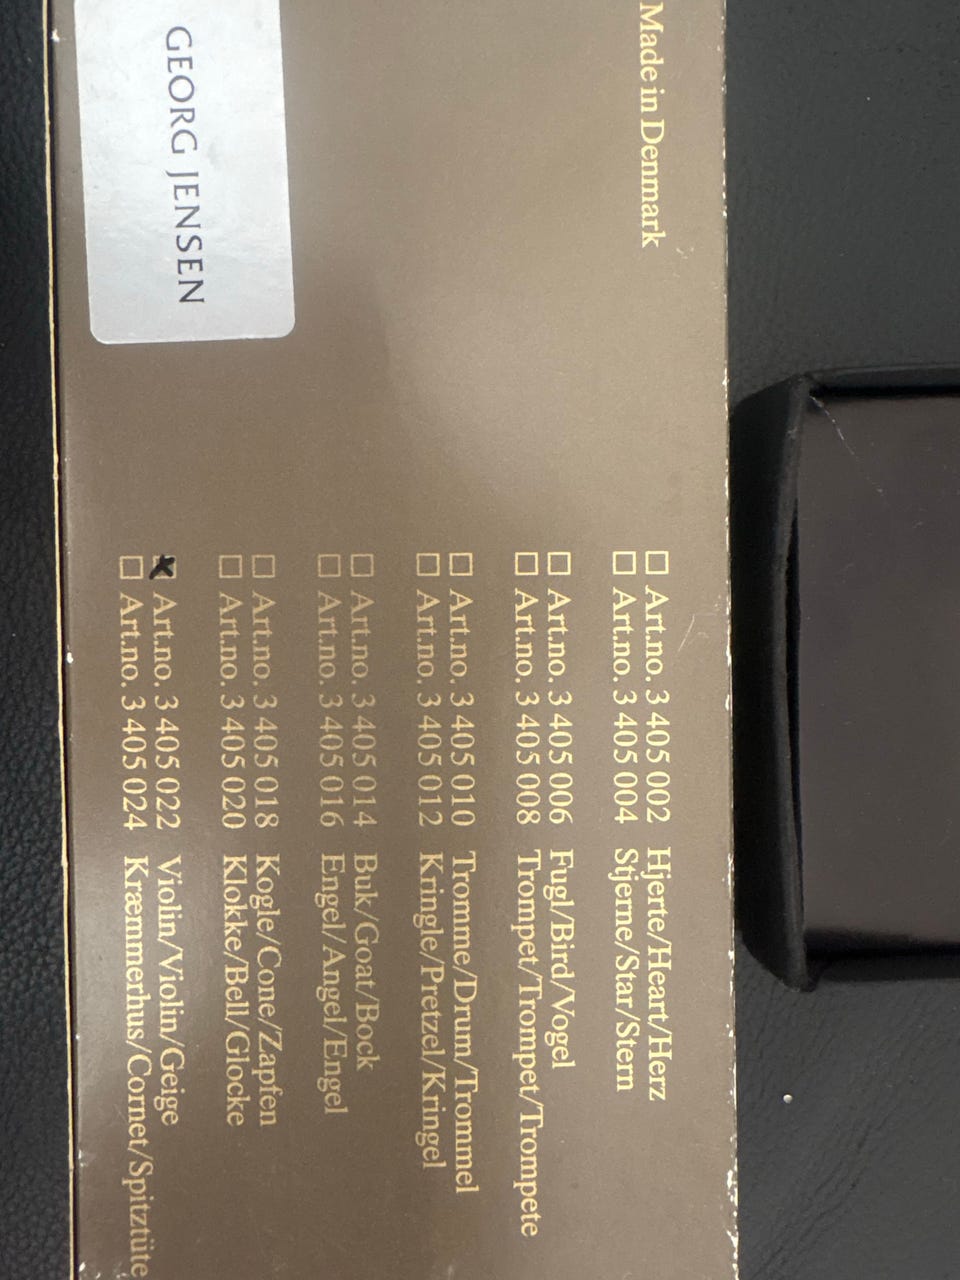 Made in Denmark
Art.no. 3 405 002 Hjerte/Heart/Herz
Art.no. 3 405 004 Stjerne/Star/Stern
Art.no. 3 405 006 Fugl/Bird/Vogel
Art.no. 3 405 008 Trompet/Trompet/Trompete
Art.no. 3 405 010 Tromme/Drum/Trommel
Art.no. 3 405 012 Kringle/Pretzel/Kringel
Art.no. 3 405 014 Buk/Goat/Bock
Art.no. 3 405 016 Engel/Angel/Engel
Art.no. 3 405 018 Kogle/Cone/Zapfen
Art.no. 3 405 020 Klokke/Bell/Glocke
Art.no. 3 405 022 Violin/Violin/Geige
Art.no. 3 405 024 Kræmmerhus/Cornet/Spitztüte
GEORG JENSEN